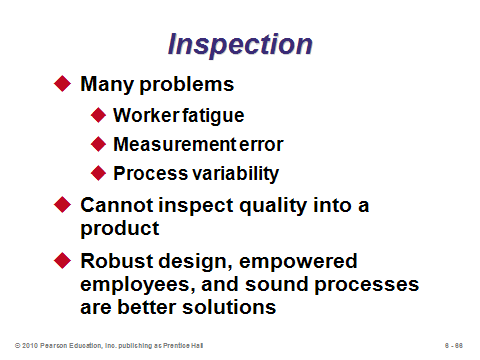 Inspection
Many problems
Worker fatigue
Measurement error
Process variability
Cannot inspect quality into a
product
Robust design, empowered
employees, and sound processes
are better solutions
© 2010 Pearson Education, Inc. publishing as Prentice Hall
6 - 66